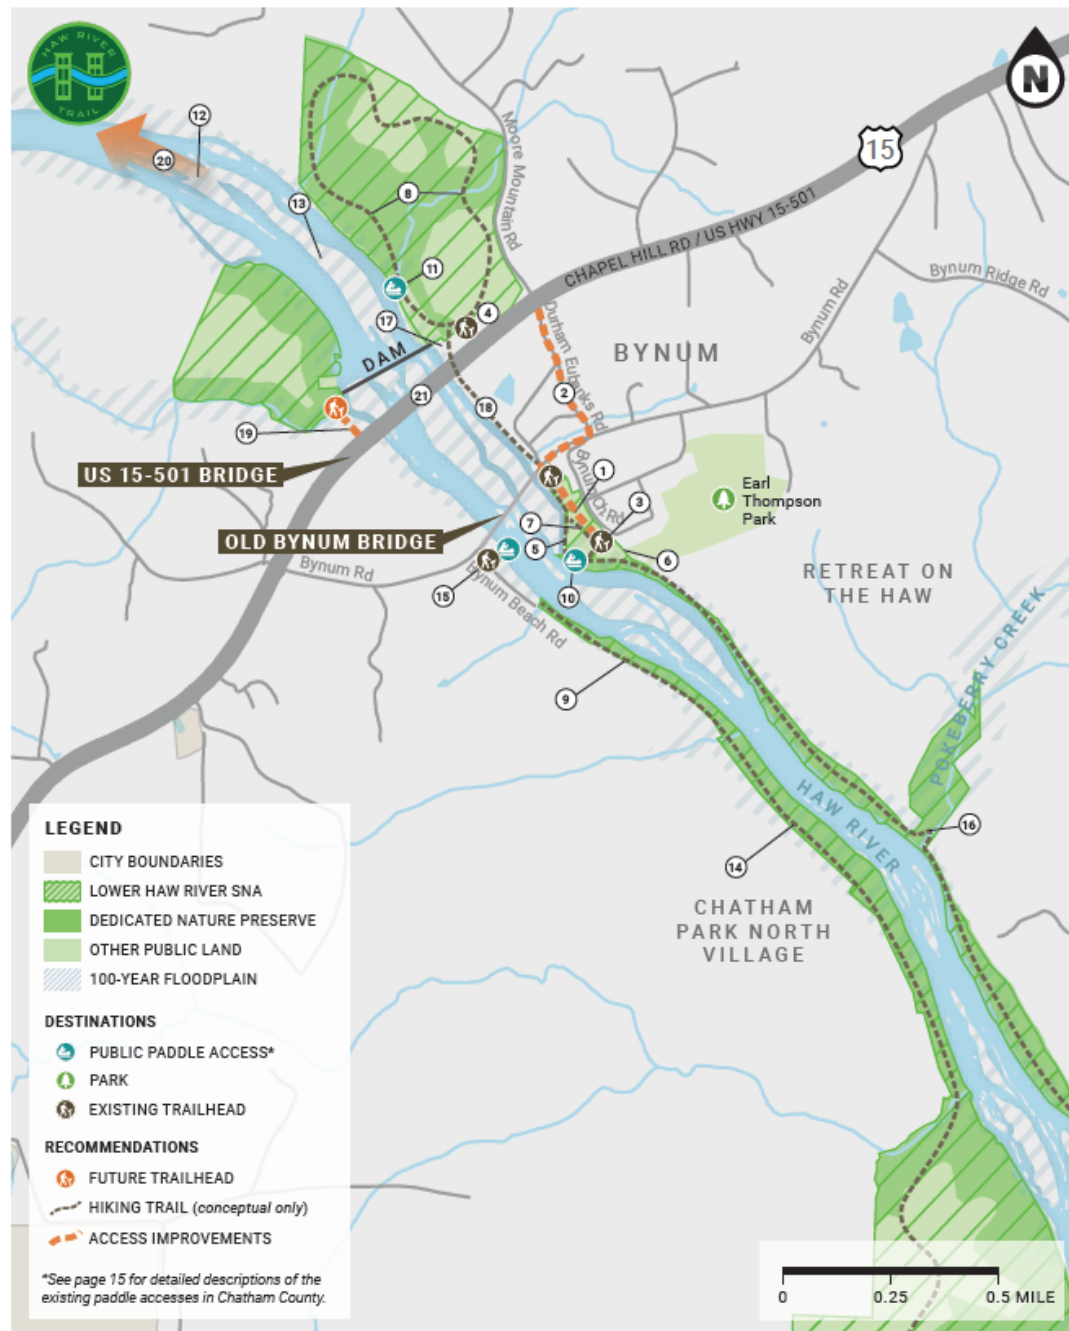 HAW RIVER
TRAIL
N
12
20
15
Moore Mountain Rd
8
13
CHAPEL HILL RD / US HWY 15-501
Bynum Ridge Rd
11
4
17
Bynum Rd
DAM
Durham Eubanks Rd
BYNUM
2
21
18
19
US 15-501 BRIDGE
Bynum Ch. Rd
1
3
Earl
Thompson
Park
7
OLD BYNUM BRIDGE
5
6
Bynum Rd
15
10
Bynum Beach Rd
RETREAT ON
THE HAW
POKEBERRY CREEK
9
HAW RIVER
16
14
CHATHAM
PARK NORTH
VILLAGE
LEGEND
CITY BOUNDARIES
LOWER HAW RIVER SNA
DEDICATED NATURE PRESERVE
OTHER PUBLIC LAND
100-YEAR FLOODPLAIN
DESTINATIONS
PUBLIC PADDLE ACCESS*
PARK
EXISTING TRAILHEAD
RECOMMENDATIONS
FUTURE TRAILHEAD
HIKING TRAIL (conceptual only)
ACCESS IMPROVEMENTS
*See page 15 for detailed descriptions of the
existing paddle accesses in Chatham County.
0 0.25 0.5 MILE